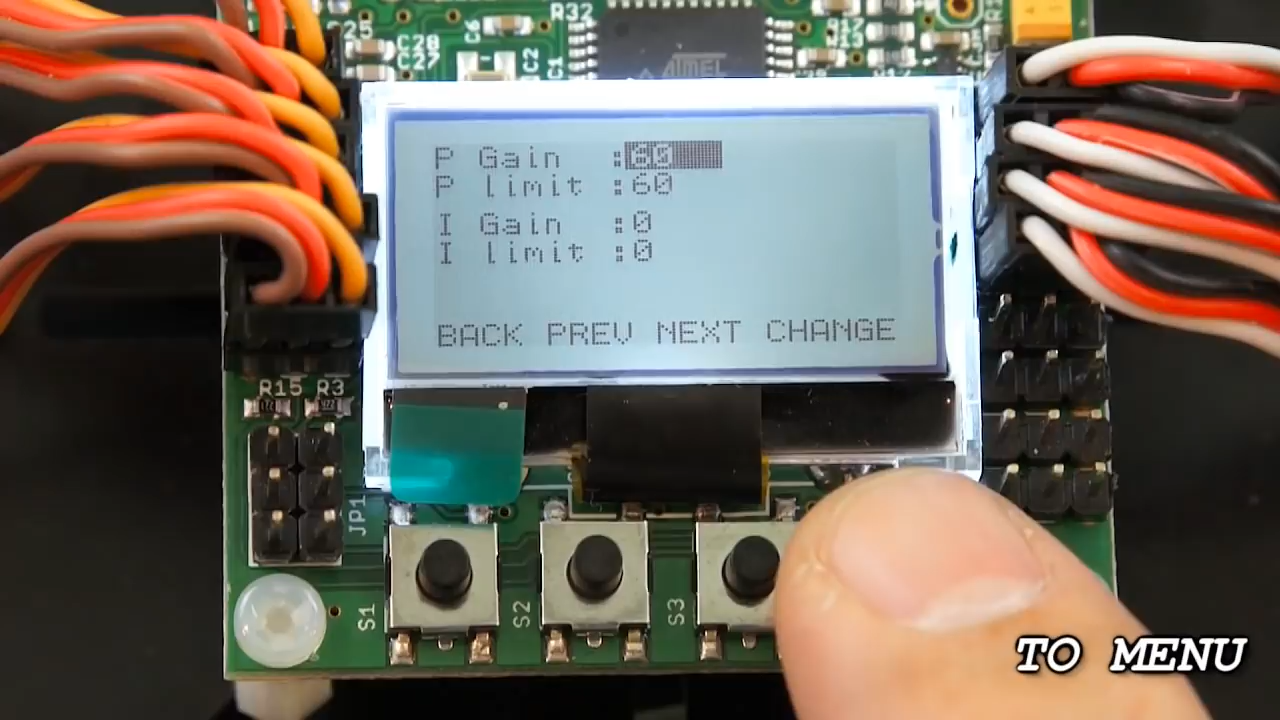 R32
C6
C28
C27
C2
C1
ATMEL
P Gain :60
P limit :60
I Gain :0
I limit :0
BACK PREV NEXT CHANGE
R15 R3
JP1
S1
S2
S3
TO MENU